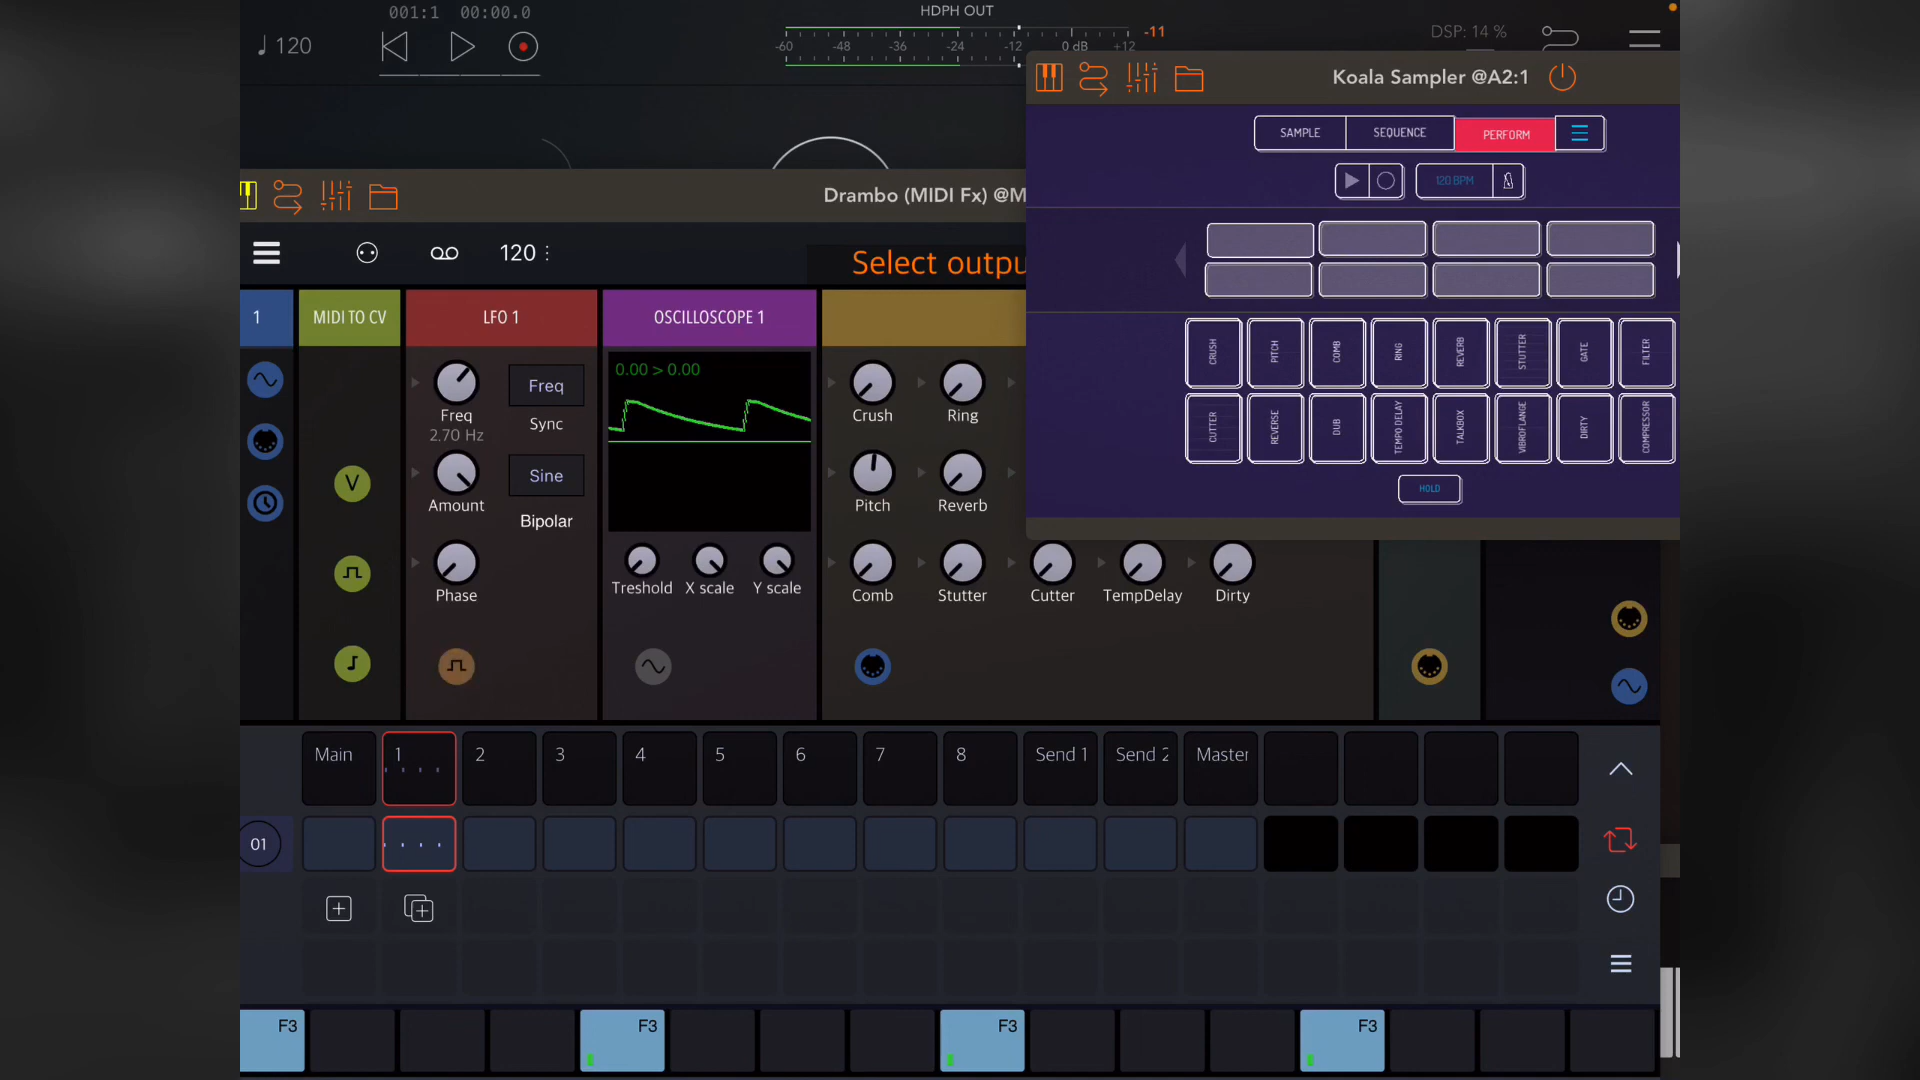 001:1 00:00.0
HDPH OUT
♩ 120
-60 -48 -36 -24 -12 0 dB +12
-11
DSP: 14 %
Koala Sampler @A2:1
SAMPLE SEQUENCE PERFORM
120 BPM
CRUSH PITCH COMB RING REVERB STUTTER GATE FILTER
CUTTER REVERSE DUB TEMPO DELAY TALKBOX VIBROFLANGE DIRTY COMPRESSOR
HOLD
Drambo (MIDI Fx) @M
120
Select outpu
1 MIDI TO CV LFO 1 OSCILLOSCOPE 1
0.00 > 0.00
Freq
2.70 Hz
Freq
Sync
Amount
Sine
Bipolar
Phase
Treshold X scale Y scale
Crush Ring
Pitch Reverb
Comb Stutter Cutter TempDelay Dirty
V
Main 1 2 3 4 5 6 7 8 Send 1 Send 2 Master
01
F3 F3 F3 F3